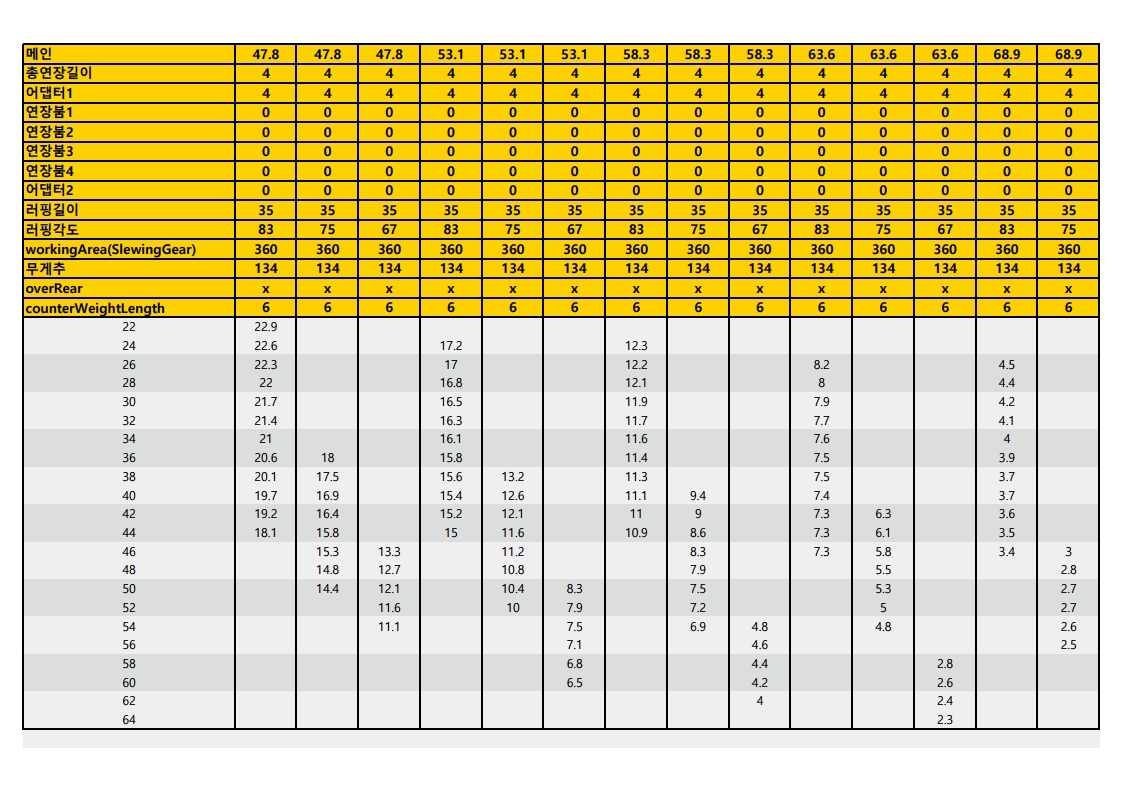 메인 47.8 47.8 47.8 53.1 53.1 53.1 58.3 58.3 58.3 63.6 63.6 63.6 68.9 68.9
총연장길이 4 4 4 4 4 4 4 4 4 4 4 4 4 4
어댑터1 4 4 4 4 4 4 4 4 4 4 4 4 4 4
연장붐1 0 0 0 0 0 0 0 0 0 0 0 0 0 0
연장붐2 0 0 0 0 0 0 0 0 0 0 0 0 0 0
연장붐3 0 0 0 0 0 0 0 0 0 0 0 0 0 0
연장붐4 0 0 0 0 0 0 0 0 0 0 0 0 0 0
어댑터2 0 0 0 0 0 0 0 0 0 0 0 0 0 0
러핑길이 35 35 35 35 35 35 35 35 35 35 35 35 35 35
러핑각도 83 75 67 83 75 67 83 75 67 83 75 67 83 75
workingArea(SlewingGear) 360 360 360 360 360 360 360 360 360 360 360 360 360 360
무게추 134 134 134 134 134 134 134 134 134 134 134 134 134 134
overRear x x x x x x x x x x x x x x
counterWeightLength 6 6 6 6 6 6 6 6 6 6 6 6 6 6
22 22.9
24 22.6 17.2 12.3
26 22.3 17 12.2 8.2 4.5
28 22 16.8 12.1 8 4.4
30 21.7 16.5 11.9 7.9 4.2
32 21.4 16.3 11.7 7.7 4.1
34 21 16.1 11.6 7.6 4
36 20.6 18 15.8 11.4 7.5 3.9
38 20.1 17.5 15.6 13.2 11.3 7.5 3.7
40 19.7 16.9 15.4 12.6 11.1 9.4 7.4 3.7
42 19.2 16.4 15.2 12.1 11 9 7.3 6.3 3.6
44 18.1 15.8 15 11.6 10.9 8.6 7.3 6.1 3.5
46 15.3 13.3 11.2 8.3 7.3 5.8 3.4 3
48 14.8 12.7 10.8 7.9 5.5 2.8
50 14.4 12.1 10.4 8.3 7.5 5.3 2.7
52 11.6 10 7.9 7.2 5 2.7
54 11.1 7.5 6.9 4.8 4.8 2.6
56 7.1 4.6 2.5
58 6.8 4.4 2.8
60 6.5 4.2 2.6
62 4 2.4
64 2.3